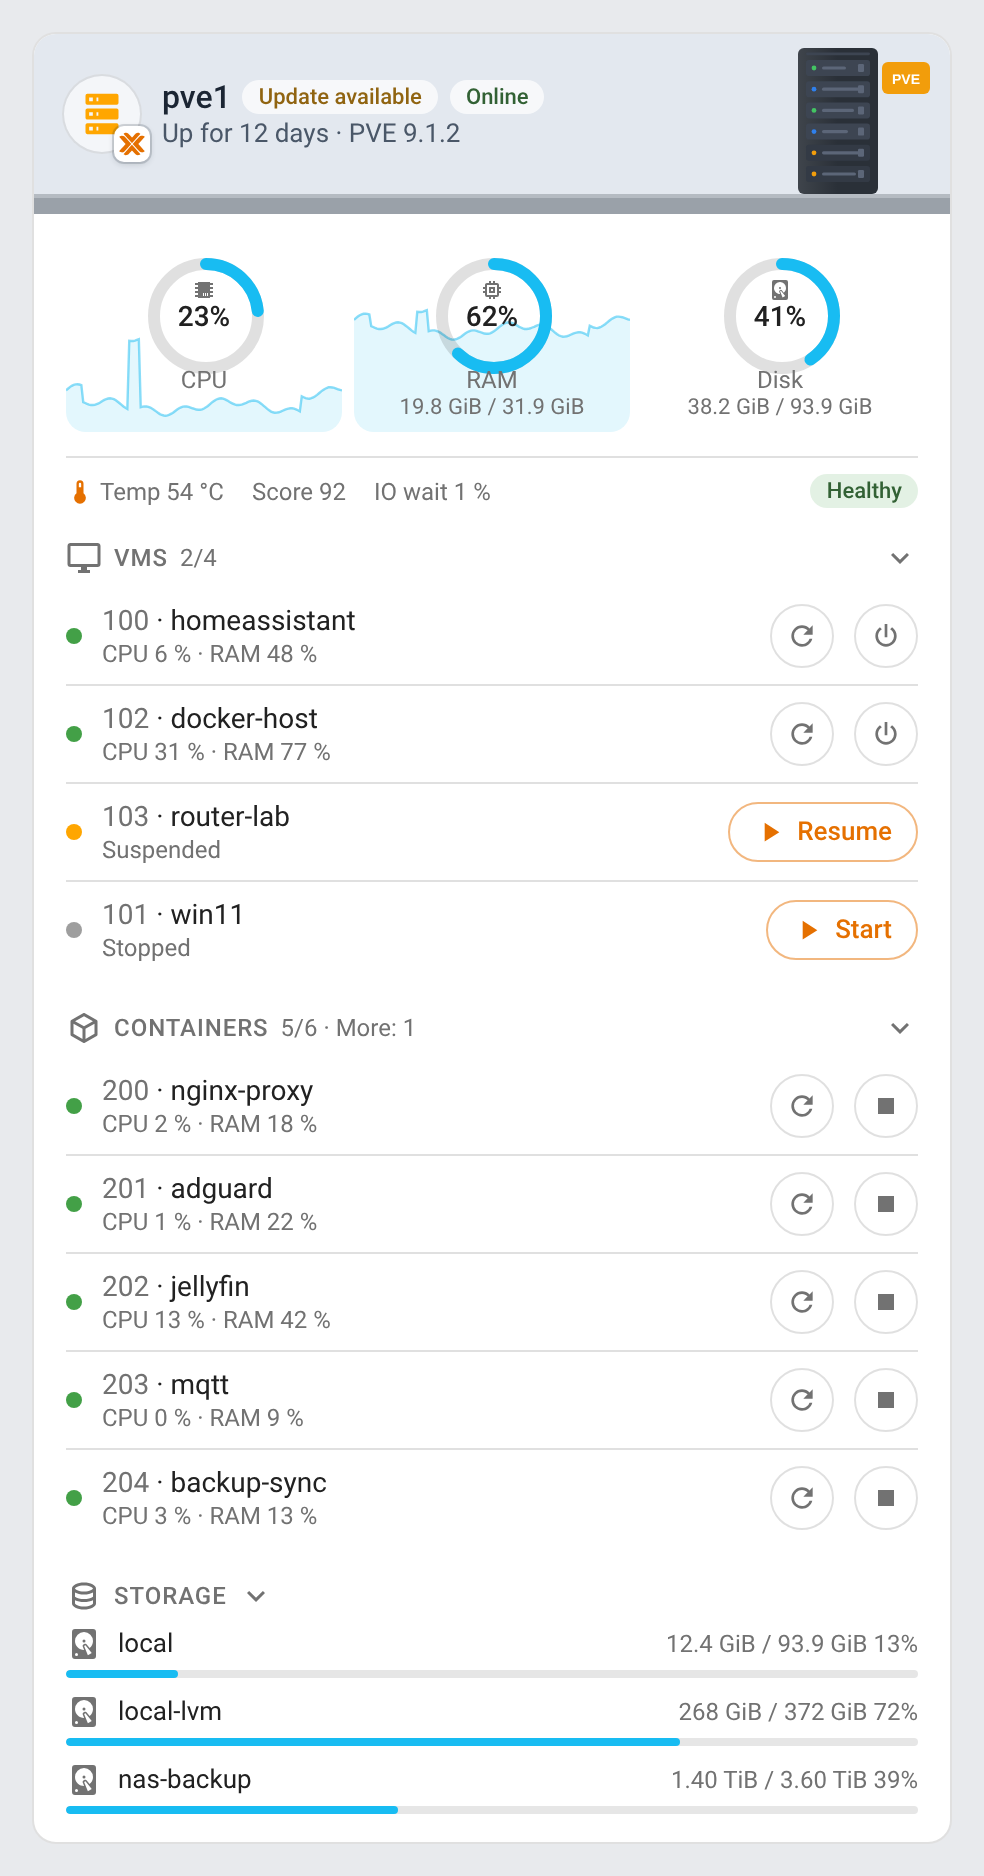 pve1 Update available Online
PVE
Up for 12 days · PVE 9.1.2
23% 62% 41%
CPU RAM Disk
19.8 GiB / 31.9 GiB 38.2 GiB / 93.9 GiB
Temp 54 °C Score 92 IO wait 1 % Healthy
VMS 2/4
100 · homeassistant
CPU 6 % · RAM 48 %
102 · docker-host
CPU 31 % · RAM 77 %
103 · router-lab
Suspended
Resume
101 · win11
Stopped
Start
CONTAINERS 5/6 · More: 1
200 · nginx-proxy
CPU 2 % · RAM 18 %
201 · adguard
CPU 1 % · RAM 22 %
202 · jellyfin
CPU 13 % · RAM 42 %
203 · mqtt
CPU 0 % · RAM 9 %
204 · backup-sync
CPU 3 % · RAM 13 %
STORAGE
local 12.4 GiB / 93.9 GiB 13%
local-lvm 268 GiB / 372 GiB 72%
nas-backup 1.40 TiB / 3.60 TiB 39%